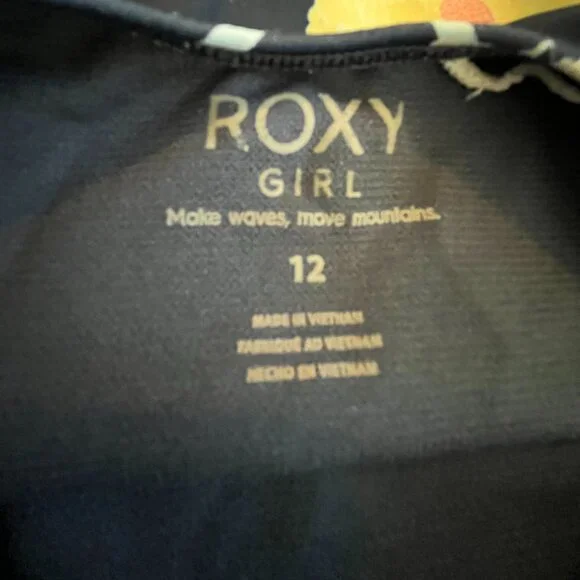 ROXY
GIRL
Make waves, move mountains.
12
MADE IN VIETNAM
FABRIQUÉ AU VIETNAM
HECHO EN VIETNAM